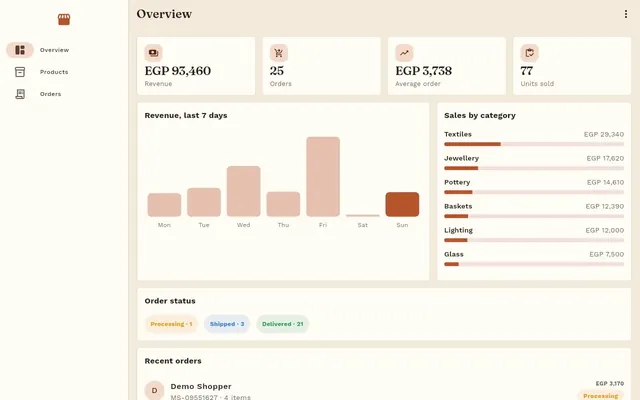 Overview
Overview
Products
Orders
EGP 93,460
Revenue
25
Orders
EGP 3,738
Average order
77
Units sold
Revenue, last 7 days
Mon Tue Wed Thu Fri Sat Sun
Sales by category
Textiles EGP 29,340
Jewellery EGP 17,620
Pottery EGP 14,610
Baskets EGP 12,390
Lighting EGP 12,000
Glass EGP 7,500
Order status
Processing · 1 Shipped · 3 Delivered · 21
Recent orders
D
Demo Shopper
MS-09551627 · 4 items
EGP 3,170
Processing